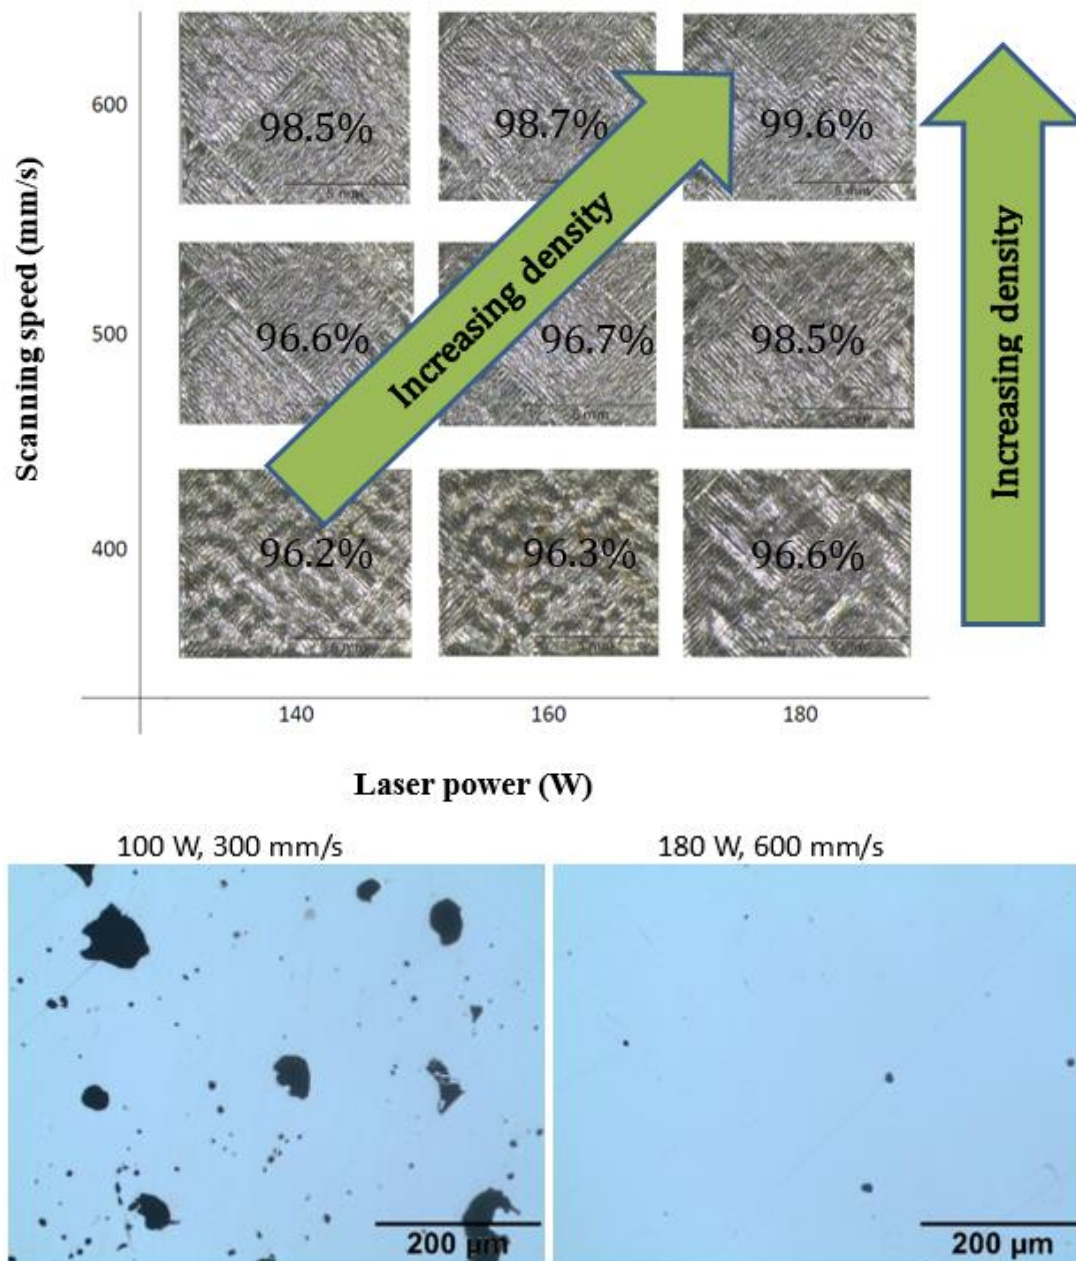 Scanning speed (mm/s)
600
98.5%
98.7%
99.6%
500
96.6%
96.7%
98.5%
400
96.2%
96.3%
96.6%
Increasing density
Increasing density
8 mm
140
160
180
Laser power (W)
100 W, 300 mm/s
180 W, 600 mm/s
200 µm
200 µm